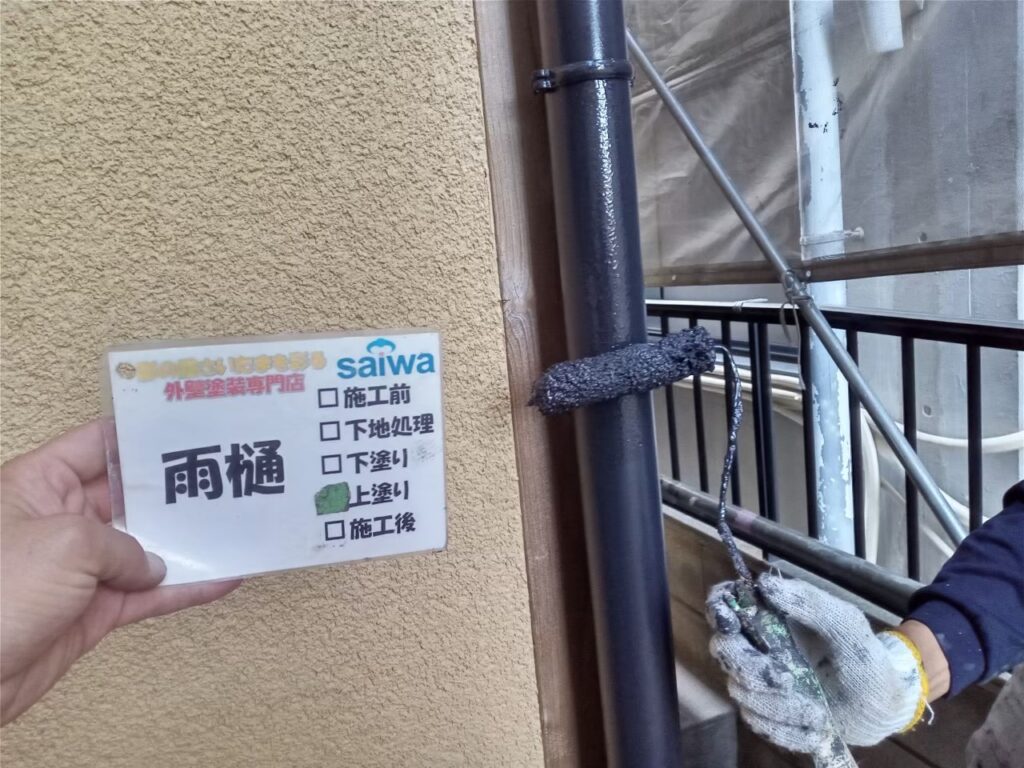 saiwa
外壁塗装専門店
雨樋
□ 施工前
□ 下地処理
□ 下塗り
上塗り
□ 施工後